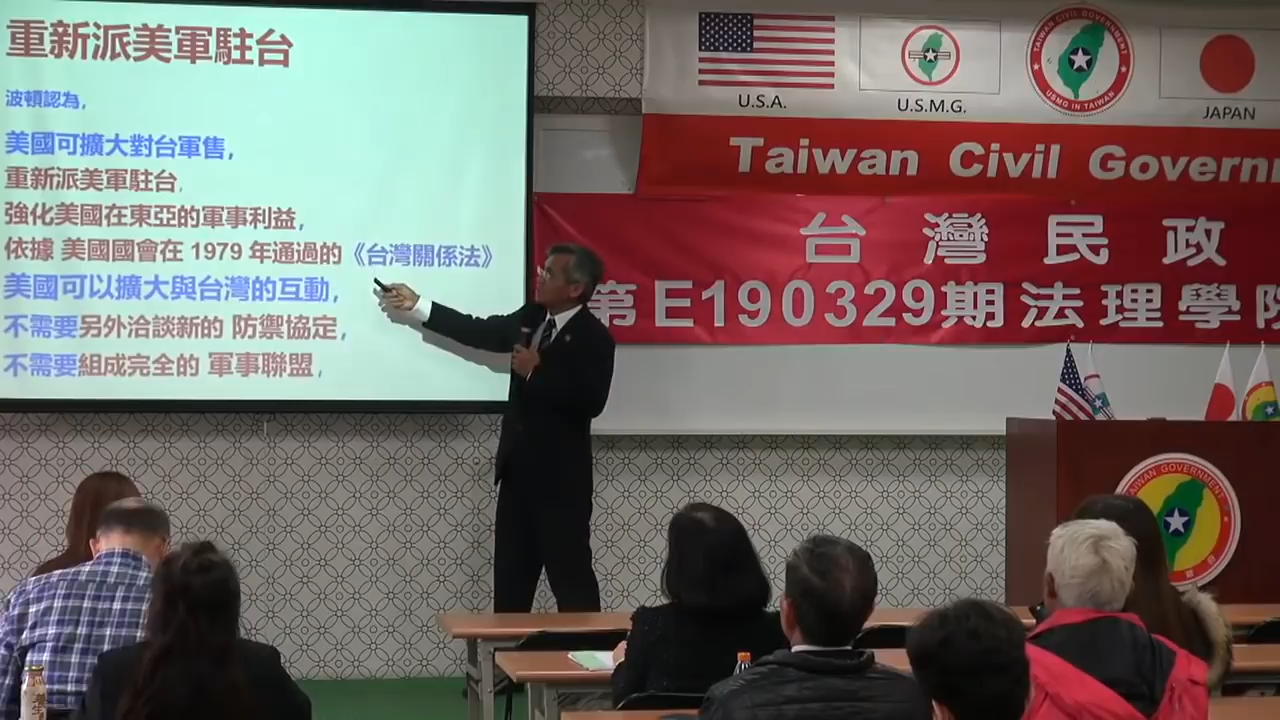 重新派美軍駐台
波頓認為,
美國可擴大對台軍售,
重新派美軍駐台,
強化美國在東亞的軍事利益,
依據 美國國會在 1979 年通過的《台灣關係法》
美國可以擴大與台灣的互動,
不需要另外洽談新的 防禦協定,
不需要組成完全的 軍事聯盟,
U.S.A.
U.S.M.G.
TAIWAN CIVIL GOVERNMENT
USMG IN TAIWAN
JAPAN
Taiwan Civil Governm
台灣民政
第E190329期法理學院
TAIWAN GOVERNMENT